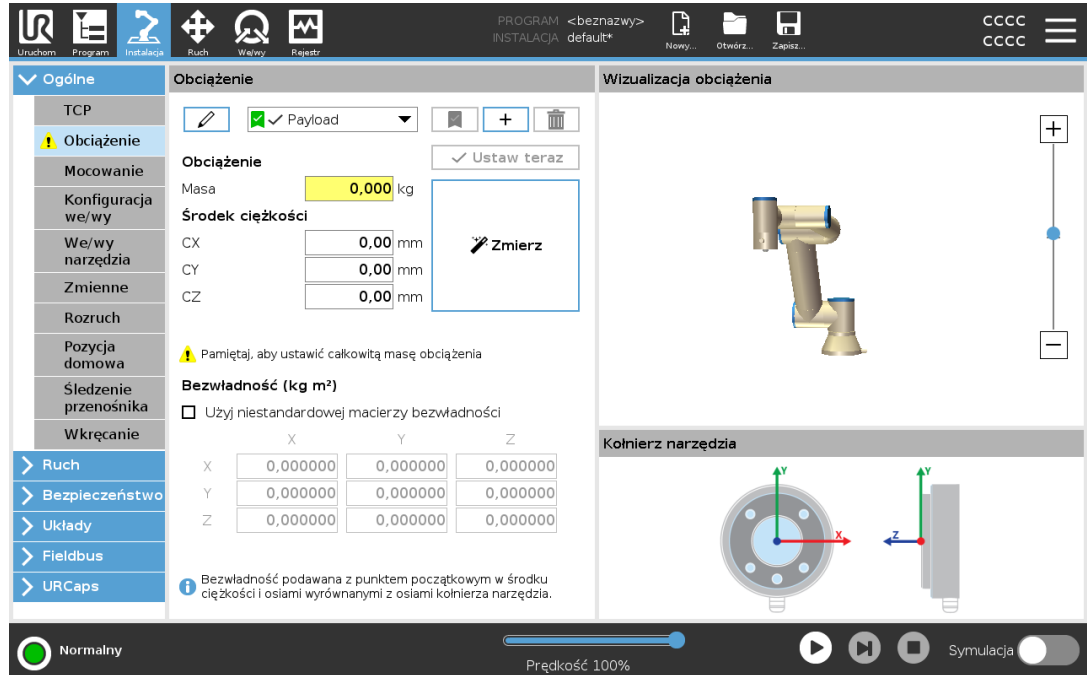 UR
PROGRAM <beznazwy>
INSTALACJA default*
CCCC
CCCC
Uruchom Program Instalacja Ruch We/wy Rejestr Nowy... Otwórz... Zapisz...
Ogólne
TCP
Obciążenie
Mocowanie
Konfiguracja
we/wy
We/wy
narzędzia
Zmienne
Rozruch
Pozycja
domowa
Śledzenie
przenośnika
Wkręcanie
Ruch
Bezpieczeństwo
Układy
Fieldbus
URCaps
Obciążenie
Payload
Ustaw teraz
Obciążenie
Masa 0,000 kg
Środek ciężkości
CX 0,00 mm
CY 0,00 mm
CZ 0,00 mm
Zmierz
Pamiętaj, aby ustawić całkowitą masę obciążenia
Bezwładność (kg m²)
Użyj niestandardowej macierzy bezwładności
X Y Z
X 0,000000 0,000000 0,000000
Y 0,000000 0,000000 0,000000
Z 0,000000 0,000000 0,000000
Bezwładność podawana z punktem początkowym w środku
ciężkości i osiami wyrównanymi z osiami kołnierza narzędzia.
Wizualizacja obciążenia
Kołnierz narzędzia
Y Y
X Z
Normalny
Prędkość 100%
Symulacja